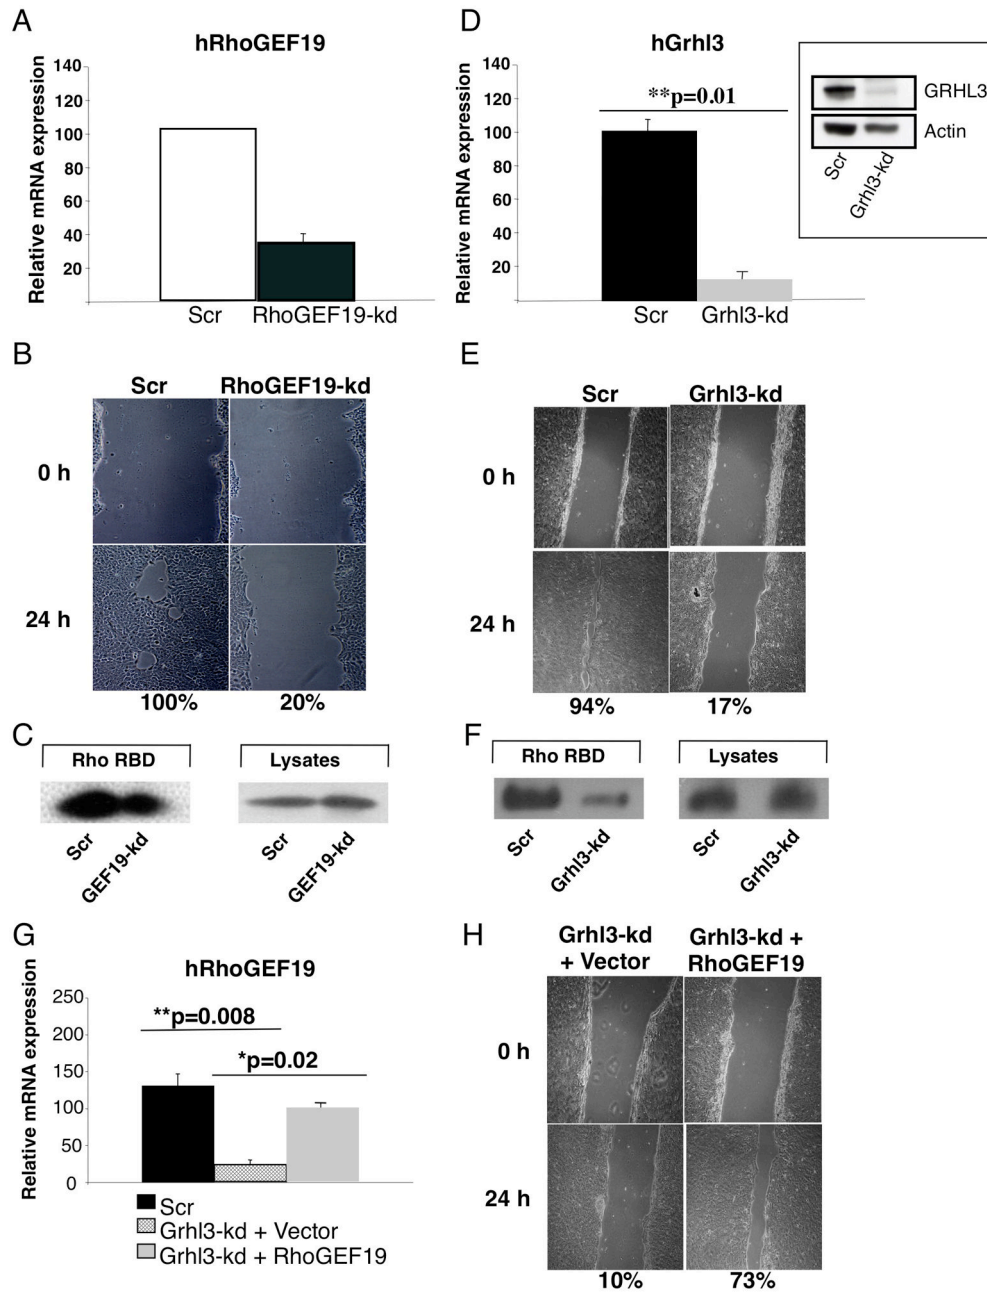 A
hRhoGEF19
Relative mRNA expression
140
120
100
80
60
40
20
Scr
RhoGEF19-kd
D
hGrhl3
Relative mRNA expression
140
120
100
80
60
40
20
**p=0.01
Scr
Grhl3-kd
GRHL3
Actin
Scr
Grhl3-kd
B
Scr
RhoGEF19-kd
0 h
24 h
100%
20%
E
Scr
Grhl3-kd
0 h
24 h
94%
17%
C
Rho RBD
Lysates
Scr
GEF19-kd
Scr
GEF19-kd
F
Rho RBD
Lysates
Scr
Grhl3-kd
Scr
Grhl3-kd
G
hRhoGEF19
Relative mRNA expression
250
200
150
100
50
0
**p=0.008
*p=0.02
Scr
Grhl3-kd + Vector
Grhl3-kd + RhoGEF19
H
Grhl3-kd
+ Vector
Grhl3-kd +
RhoGEF19
0 h
24 h
10%
73%